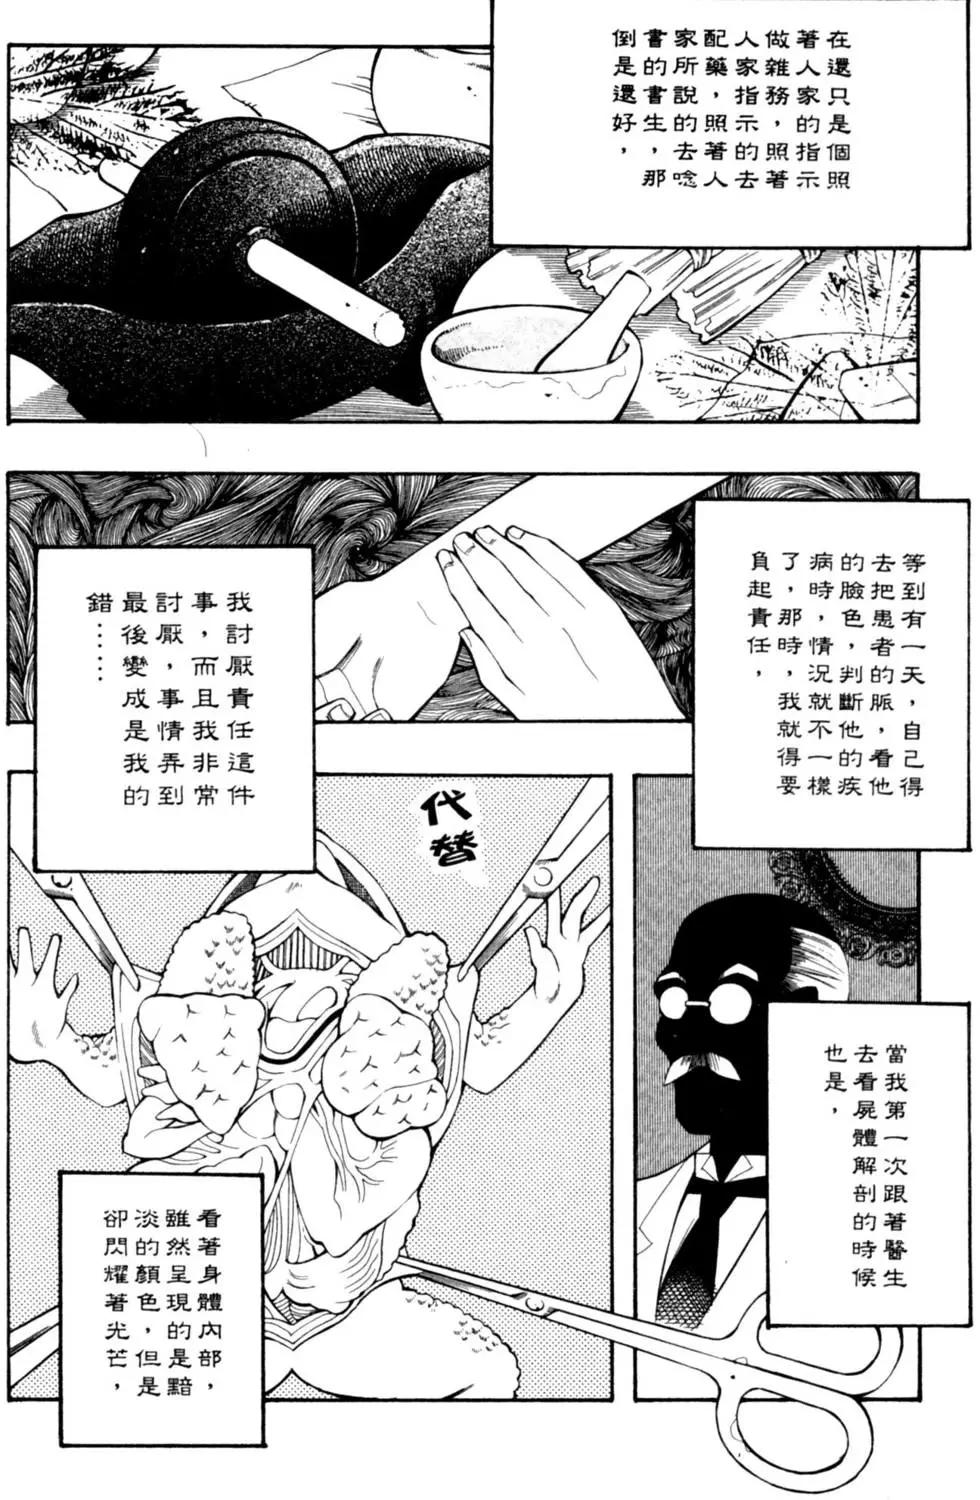 在還只是個照
著人家的指示
做雜務，照著
人家指示的去
配藥，照著人
家所說的去唸
書的書生，那
倒是還好，
等到有一天，自己得
去把患者的脈，看他
的臉色，判斷他的疾
病時，情況就不一樣
了，那時，我就得要
負起責任，
我討厭責任這件
事，而且我非常
討厭，事情弄到
最後變成是我的
錯……
當我第一次跟著醫生
去看屍體解剖的時候
也是，
代替
看著身體內部，
雖然呈現的是黯
淡的顏色，但是
卻閃耀著光芒，